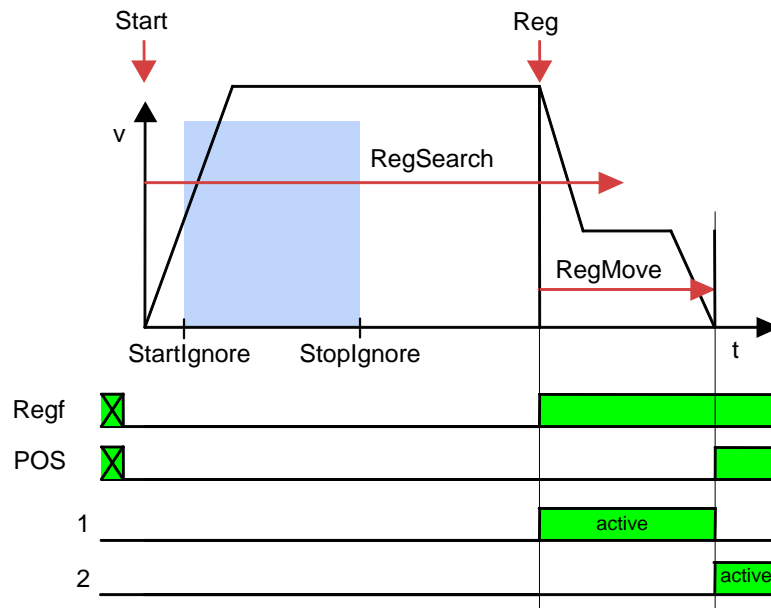 Start
Reg
v
RegSearch
RegMove
StartIgnore
StopIgnore
t
Regf
POS
1
active
2
active